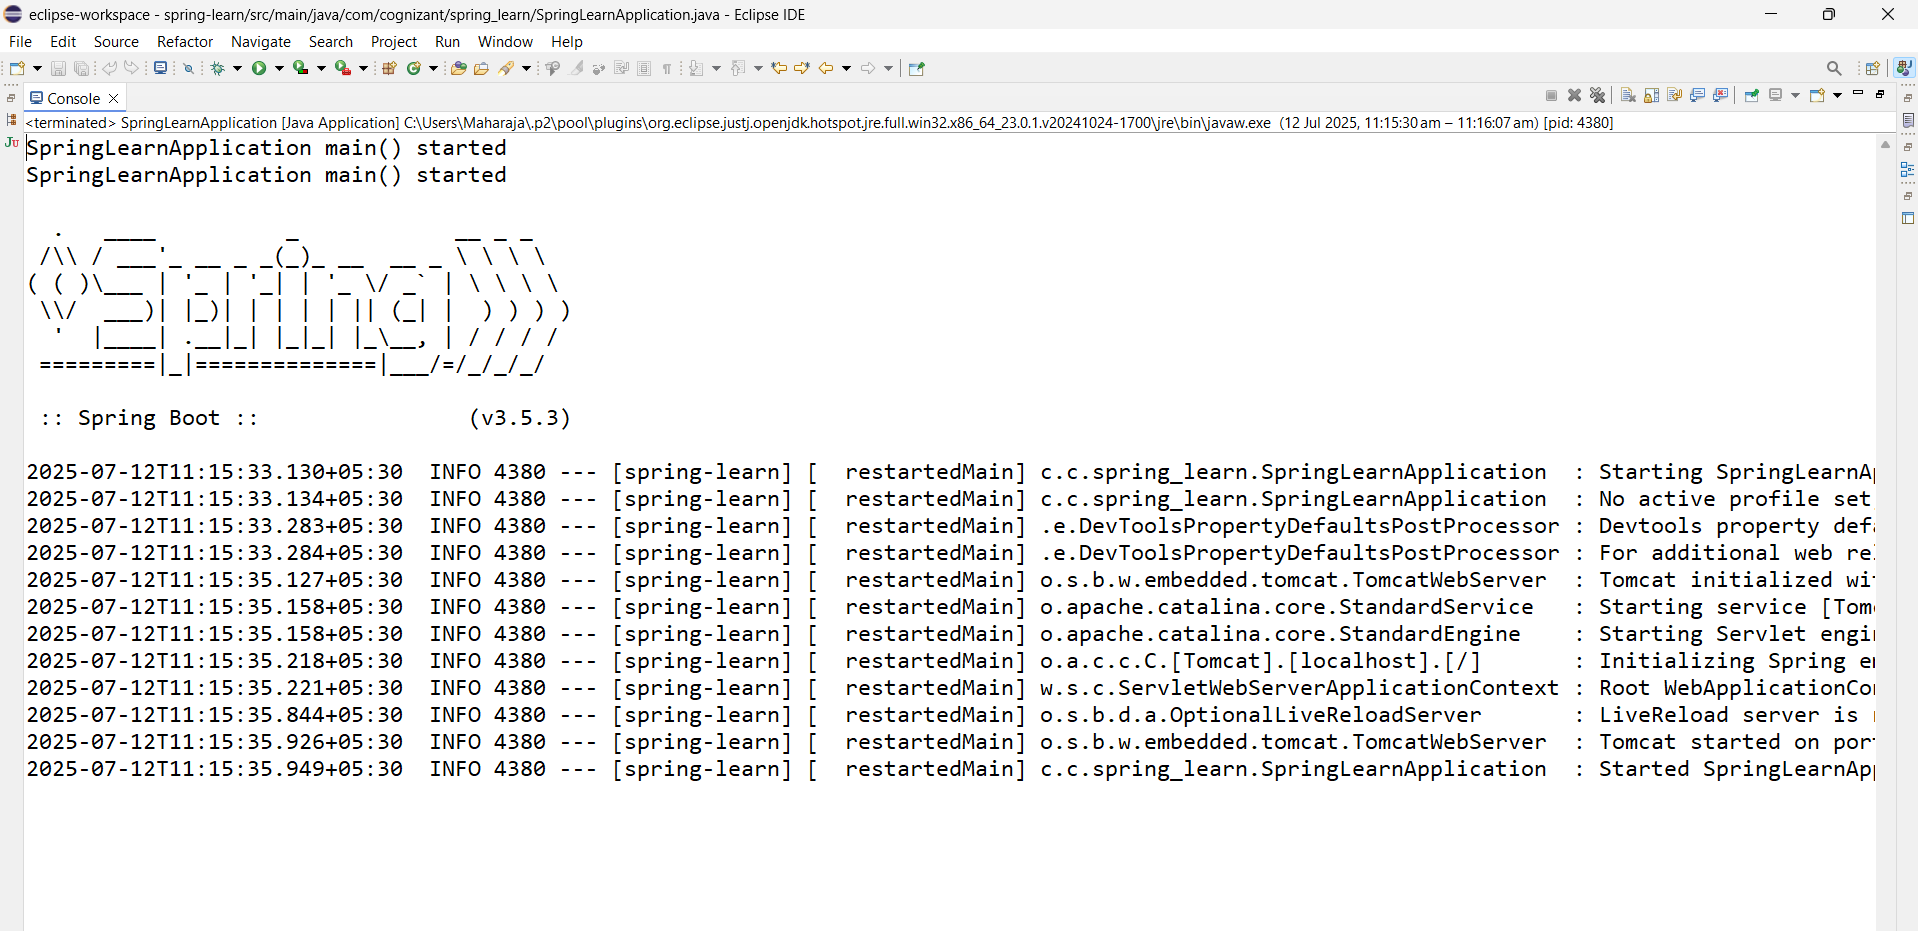 eclipse-workspace - spring-learn/src/main/java/com/cognizant/spring_learn/SpringLearnApplication.java - Eclipse IDE
File Edit Source Refactor Navigate Search Project Run Window Help
Console
<terminated> SpringLearnApplication [Java Application] C:\Users\Maharaja\.p2\pool\plugins\org.eclipse.justj.openjdk.hotspot.jre.full.win32.x86_64_23.0.1.v20241024-1700\jre\bin\javaw.exe (12 Jul 2025, 11:15:30 am – 11:16:07 am) [pid: 4380]
SpringLearnApplication main() started
SpringLearnApplication main() started
  .   ____          _            __ _ _
 /\\ / ___'_ __ _ _(_)_ __  __ _ \ \ \ \
( ( )\___ | '_ | '_| | '_ \/ _` | \ \ \ \
 \\/  ___)| |_)| | | | | || (_| |  ) ) ) )
  '  |____| .__|_| |_|_| |_\__, | / / / /
 =========|_|==============|___/=/_/_/_/
 :: Spring Boot ::                (v3.5.3)
2025-07-12T11:15:33.130+05:30  INFO 4380 --- [spring-learn] [  restartedMain] c.c.spring_learn.SpringLearnApplication  : Starting SpringLearnA
2025-07-12T11:15:33.134+05:30  INFO 4380 --- [spring-learn] [  restartedMain] c.c.spring_learn.SpringLearnApplication  : No active profile set
2025-07-12T11:15:33.283+05:30  INFO 4380 --- [spring-learn] [  restartedMain] .e.DevToolsPropertyDefaultsPostProcessor : Devtools property def
2025-07-12T11:15:33.284+05:30  INFO 4380 --- [spring-learn] [  restartedMain] .e.DevToolsPropertyDefaultsPostProcessor : For additional web re
2025-07-12T11:15:35.127+05:30  INFO 4380 --- [spring-learn] [  restartedMain] o.s.b.w.embedded.tomcat.TomcatWebServer  : Tomcat initialized wi
2025-07-12T11:15:35.158+05:30  INFO 4380 --- [spring-learn] [  restartedMain] o.apache.catalina.core.StandardService   : Starting service [Tom
2025-07-12T11:15:35.158+05:30  INFO 4380 --- [spring-learn] [  restartedMain] o.apache.catalina.core.StandardEngine    : Starting Servlet engi
2025-07-12T11:15:35.218+05:30  INFO 4380 --- [spring-learn] [  restartedMain] o.a.c.c.C.[Tomcat].[localhost].[/]       : Initializing Spring e
2025-07-12T11:15:35.221+05:30  INFO 4380 --- [spring-learn] [  restartedMain] w.s.c.ServletWebServerApplicationContext : Root WebApplicationCo
2025-07-12T11:15:35.844+05:30  INFO 4380 --- [spring-learn] [  restartedMain] o.s.b.d.a.OptionalLiveReloadServer       : LiveReload server is
2025-07-12T11:15:35.926+05:30  INFO 4380 --- [spring-learn] [  restartedMain] o.s.b.w.embedded.tomcat.TomcatWebServer  : Tomcat started on por
2025-07-12T11:15:35.949+05:30  INFO 4380 --- [spring-learn] [  restartedMain] c.c.spring_learn.SpringLearnApplication  : Started SpringLearnAp